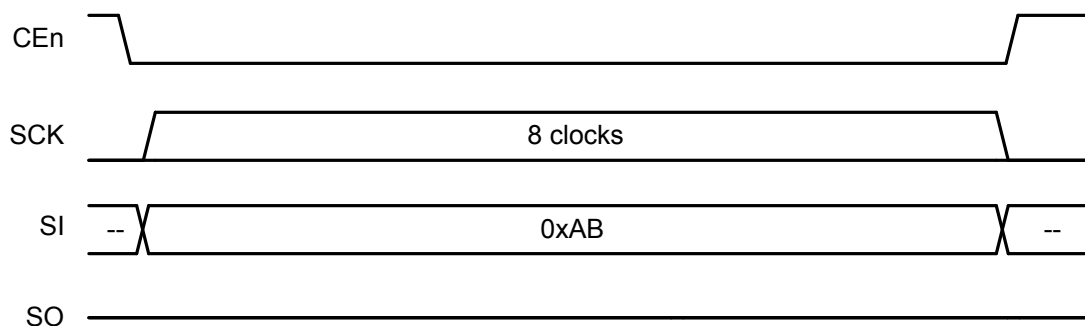 CEn
SCK 8 clocks
SI -- 0xAB --
SO